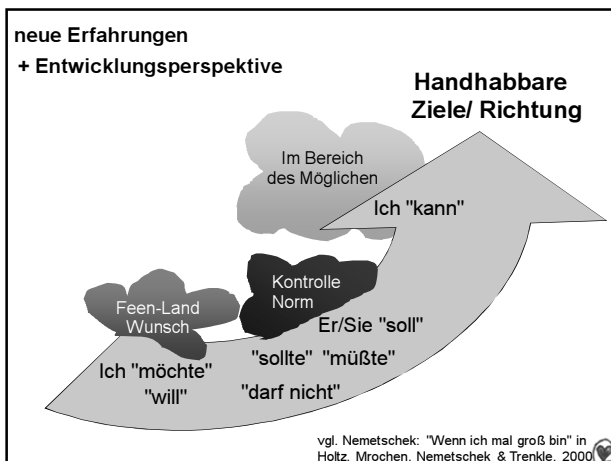 neue Erfahrungen
+ Entwicklungsperspektive
Handhabbare
Ziele/ Richtung
Im Bereich
des Möglichen
Ich "kann"
Kontrolle
Norm
Feen-Land
Wunsch
Er/Sie "soll"
"sollte" "müßte"
Ich "möchte"
"will"
"darf nicht"
vgl. Nemetschek: "Wenn ich mal groß bin" in
Holtz, Mrochen, Nemetschek & Trenkle, 2000